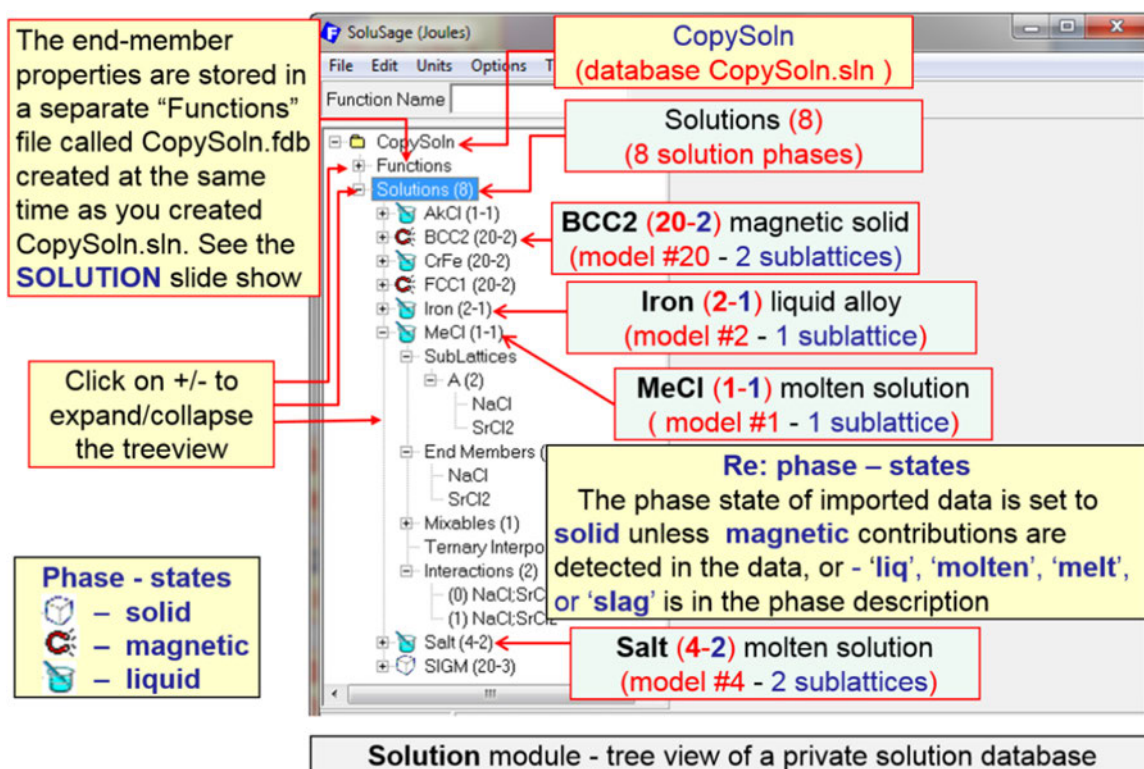 The end-member
properties are stored in
a separate “Functions”
file called CopySoln.fdb
created at the same
time as you created
CopySoln.sln. See the
SOLUTION slide show
SoluSage (Joules)
File Edit Units Options T
Function Name
CopySoln
(database CopySoln.sln )
CopySoln
Functions
Solutions (8)
AkCl (1-1)
BCC2 (20-2)
CrFe (20-2)
FCC1 (20-2)
Iron (2-1)
MeCl (1-1)
SubLattices
A (2)
NaCl
SrCl2
End Members (
NaCl
SrCl2
Mixables (1)
Ternary Interpo
Interactions (2)
(0) NaCl;SrCl
(1) NaCl;SrCl2
Salt (4-2)
SIGM (20-3)
Solutions (8)
(8 solution phases)
BCC2 (20-2) magnetic solid
(model #20 - 2 sublattices)
Iron (2-1) liquid alloy
(model #2 - 1 sublattice)
MeCl (1-1) molten solution
( model #1 - 1 sublattice)
Click on +/- to
expand/collapse
the treeview
Re: phase – states
The phase state of imported data is set to
solid unless magnetic contributions are
detected in the data, or - ‘liq’, ‘molten’, ‘melt’,
or ‘slag’ is in the phase description
Phase - states
– solid
– magnetic
– liquid
Salt (4-2) molten solution
(model #4 - 2 sublattices)
Solution module - tree view of a private solution database